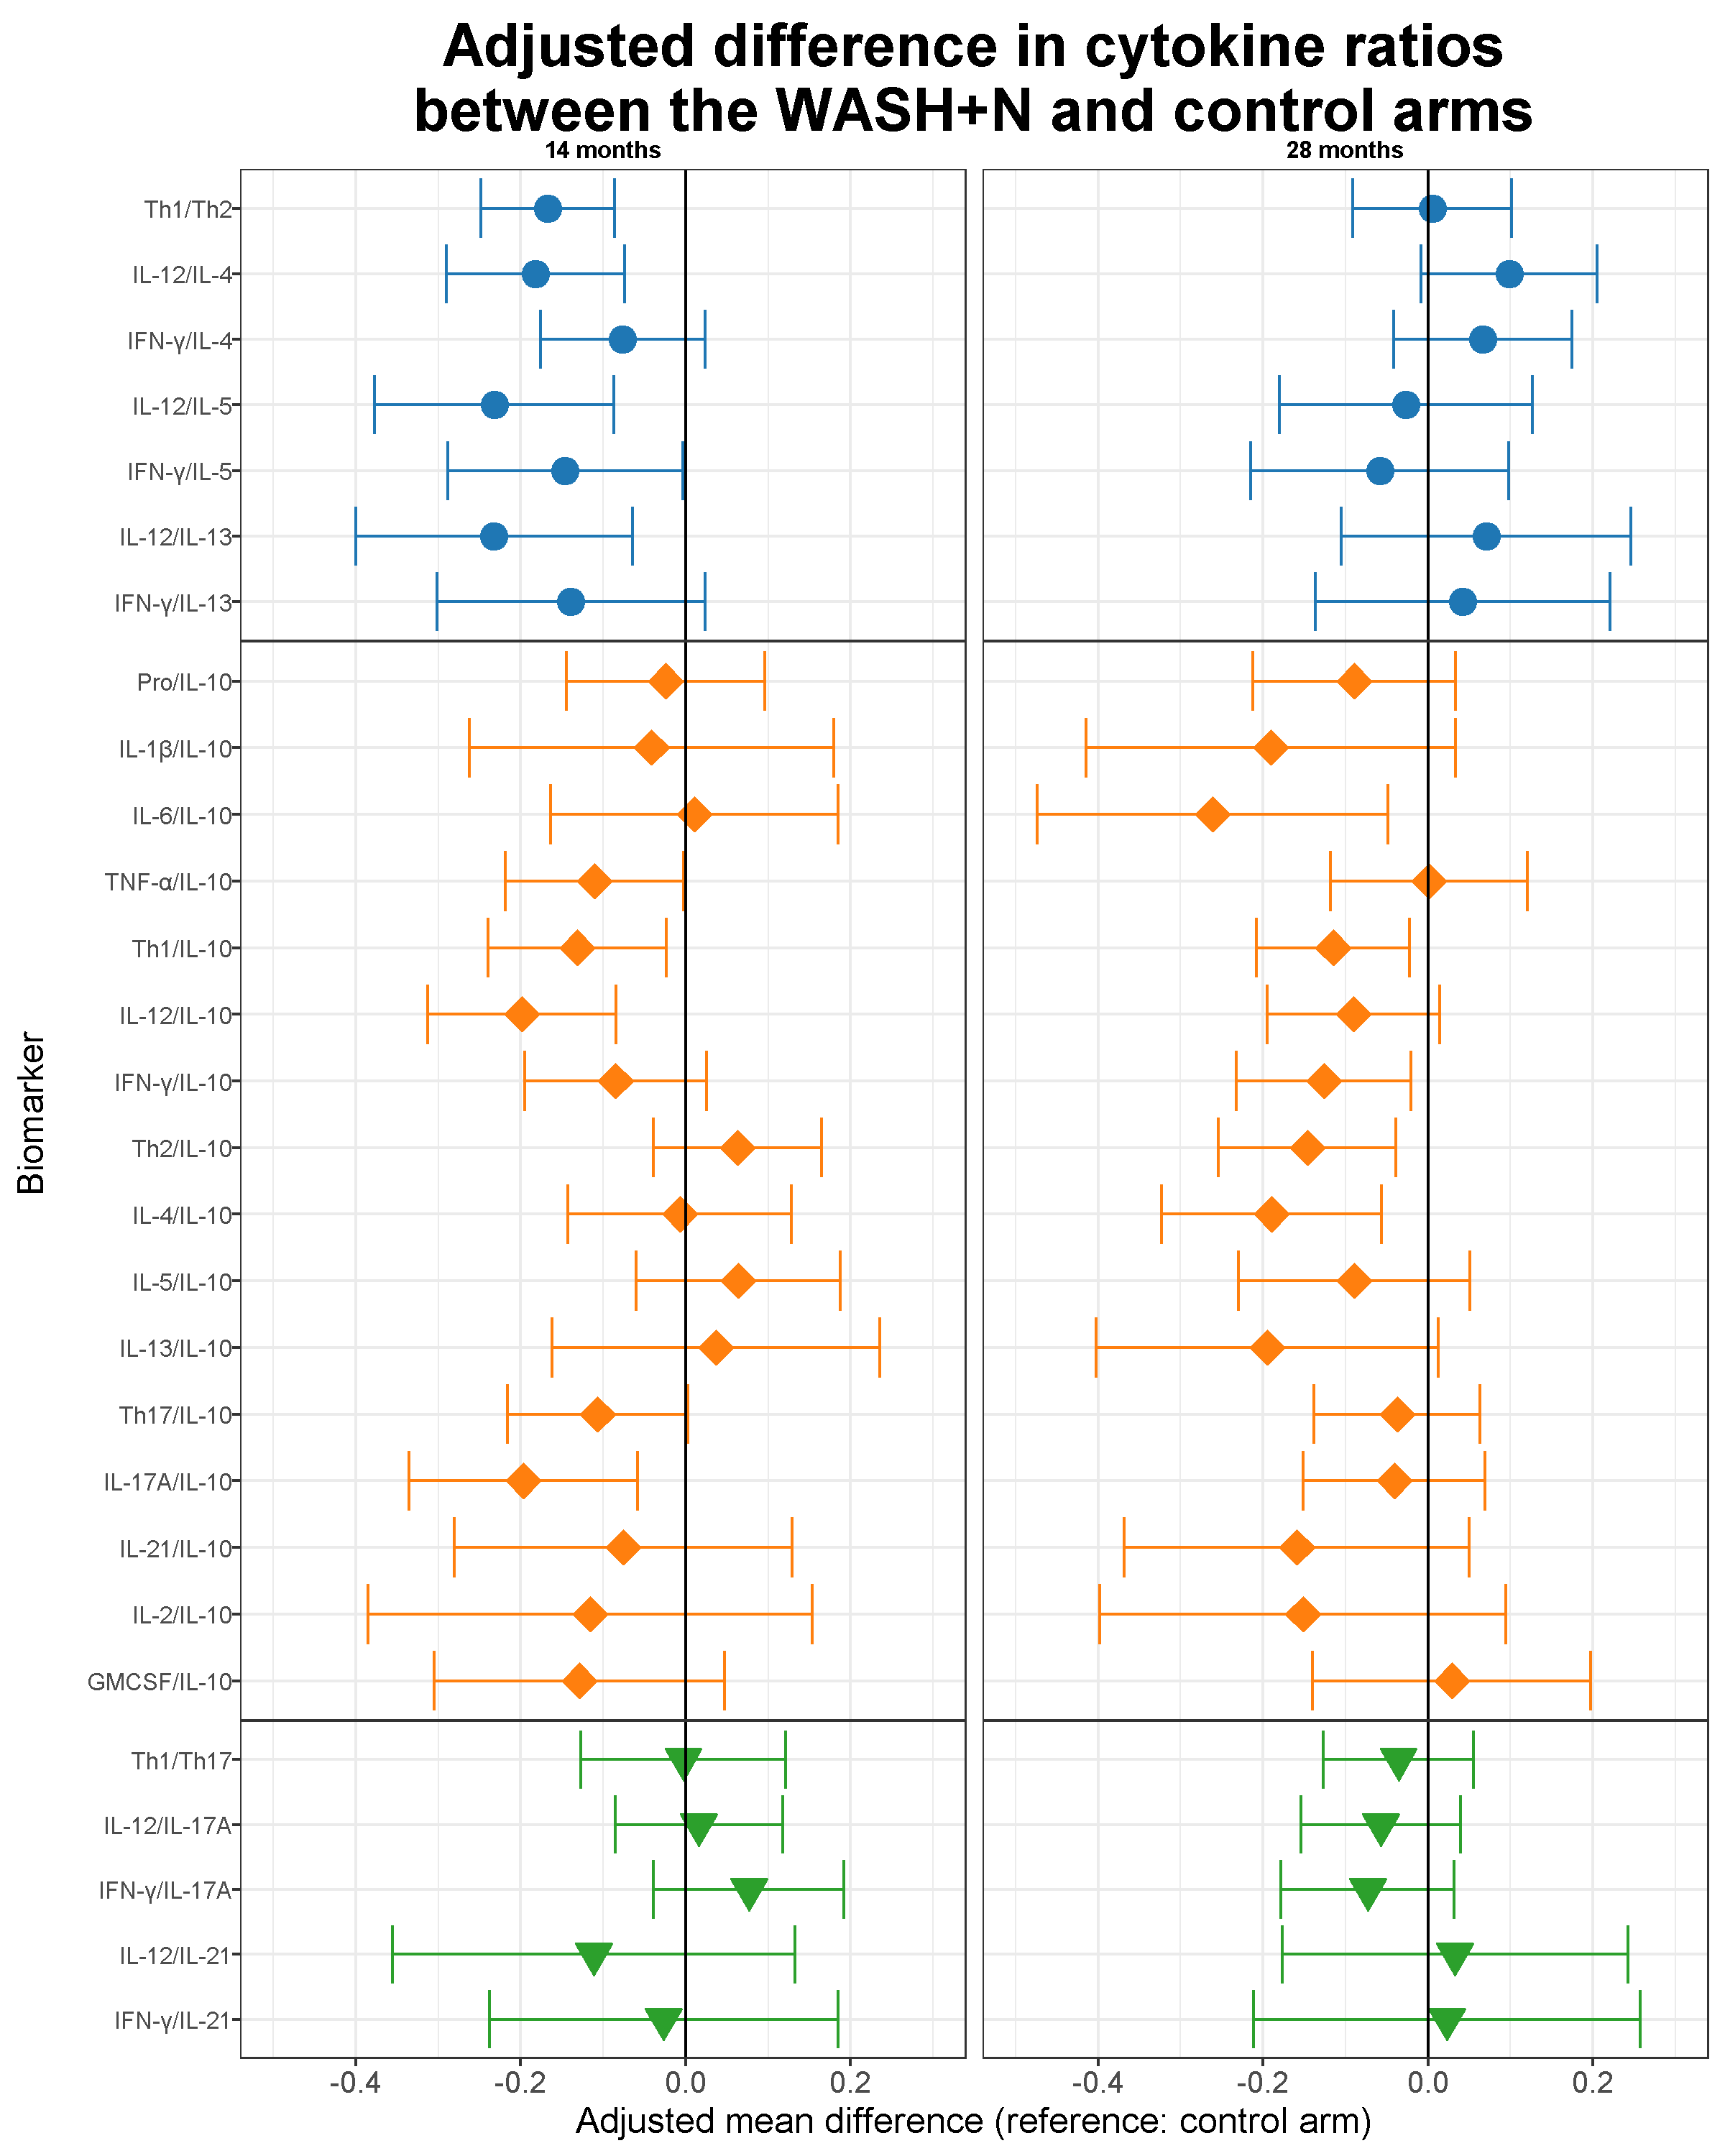 Adjusted difference in cytokine ratios
between the WASH+N and control arms
14 months
28 months
Biomarker
Th1/Th2
IL-12/IL-4
IFN-γ/IL-4
IL-12/IL-5
IFN-γ/IL-5
IL-12/IL-13
IFN-γ/IL-13
Pro/IL-10
IL-1β/IL-10
IL-6/IL-10
TNF-α/IL-10
Th1/IL-10
IL-12/IL-10
IFN-γ/IL-10
Th2/IL-10
IL-4/IL-10
IL-5/IL-10
IL-13/IL-10
Th17/IL-10
IL-17A/IL-10
IL-21/IL-10
IL-2/IL-10
GMCSF/IL-10
Th1/Th17
IL-12/IL-17A
IFN-γ/IL-17A
IL-12/IL-21
IFN-γ/IL-21
-0.4 -0.2 0.0 0.2
-0.4 -0.2 0.0 0.2
Adjusted mean difference (reference: control arm)